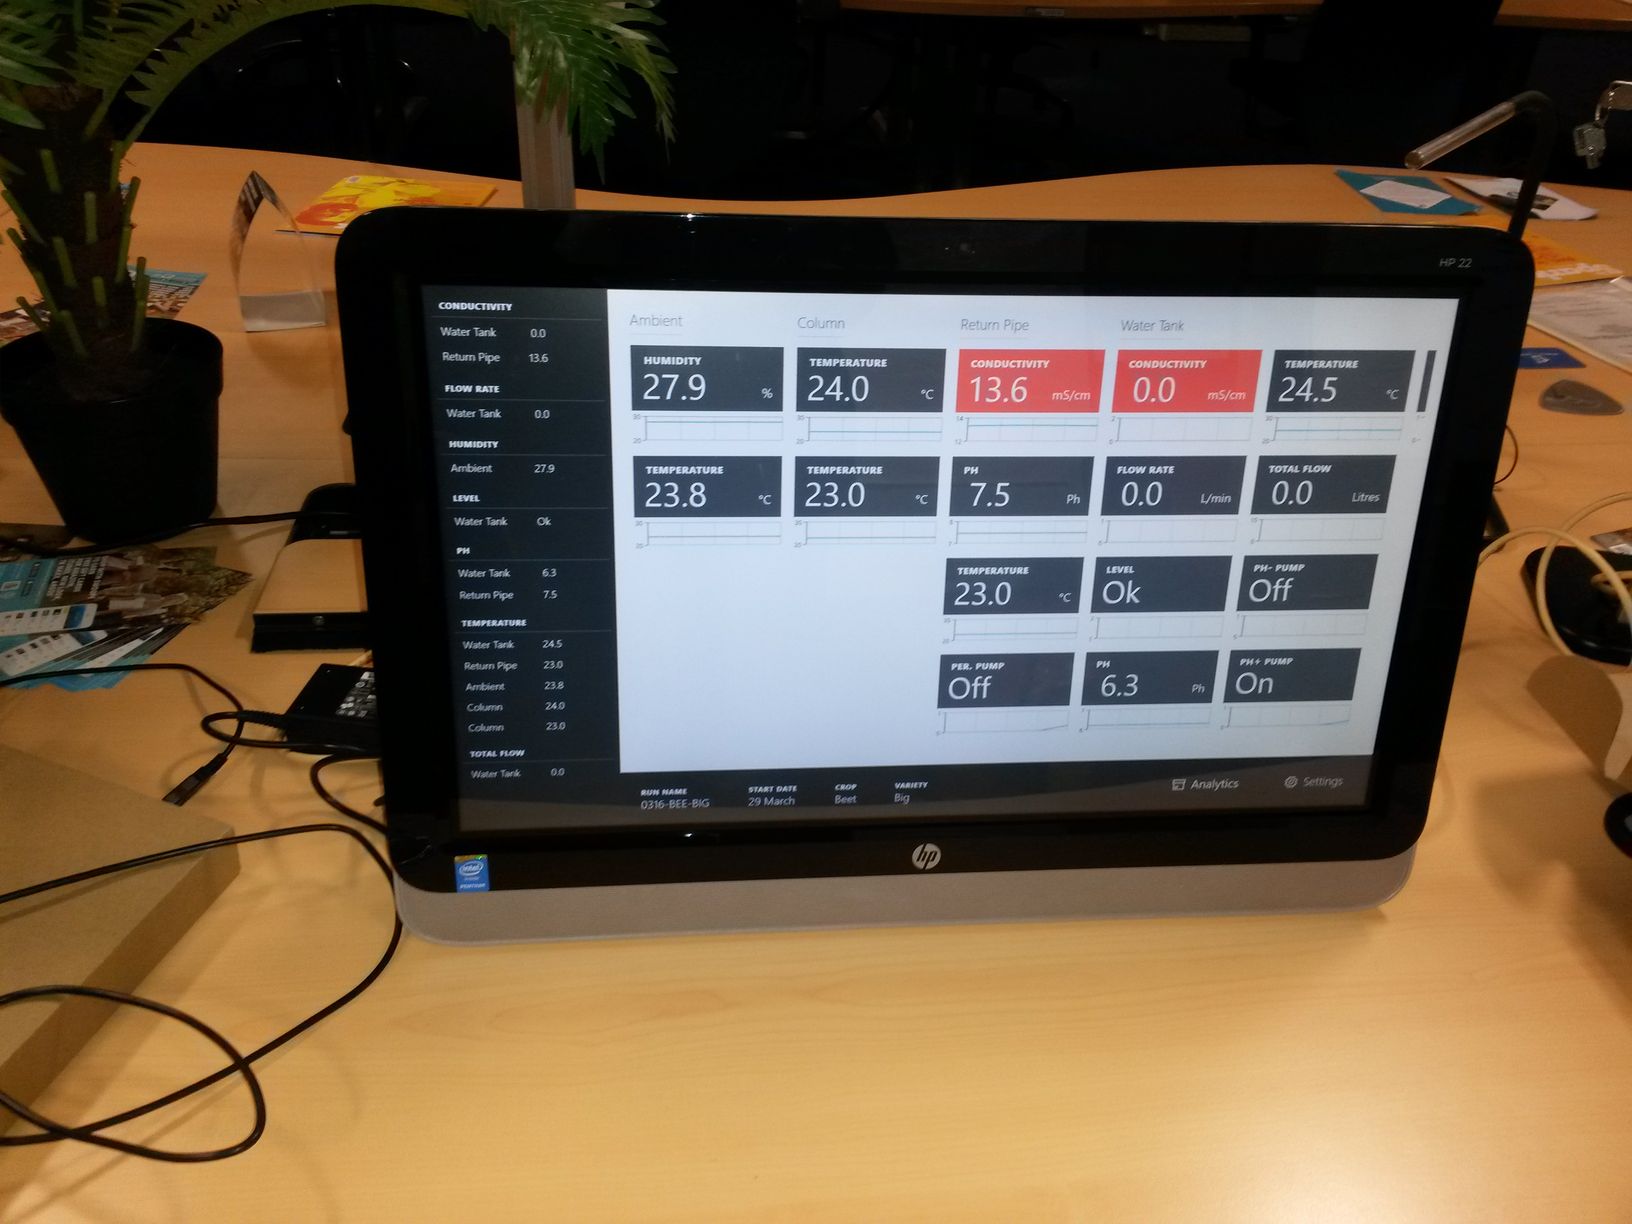 HP 22
CONDUCTIVITY
Water Tank 0.0
Return Pipe 13.6
FLOW RATE
Water Tank 0.0
HUMIDITY
Ambient 27.9
LEVEL
Water Tank Ok
PH
Water Tank 6.3
Return Pipe 7.5
TEMPERATURE
Water Tank 24.5
Return Pipe 23.0
Ambient 23.8
Column 24.0
Column 23.0
TOTAL FLOW
Water Tank 0.0
Ambient Column Return Pipe Water Tank
HUMIDITY TEMPERATURE CONDUCTIVITY CONDUCTIVITY TEMPERATURE
27.9 % 24.0 °C 13.6 mS/cm 0.0 mS/cm 24.5 °C
TEMPERATURE TEMPERATURE PH FLOW RATE TOTAL FLOW
23.8 °C 23.0 °C 7.5 Ph 0.0 L/min 0.0 Litres
TEMPERATURE LEVEL PH- PUMP
23.0 °C Ok Off
PER. PUMP PH PH+ PUMP
Off 6.3 Ph On
RUN NAME START DATE CROP VARIETY
0316-BEE-BIG 29 March Beet Big
Analytics Settings
hp
intel
PENTIUM